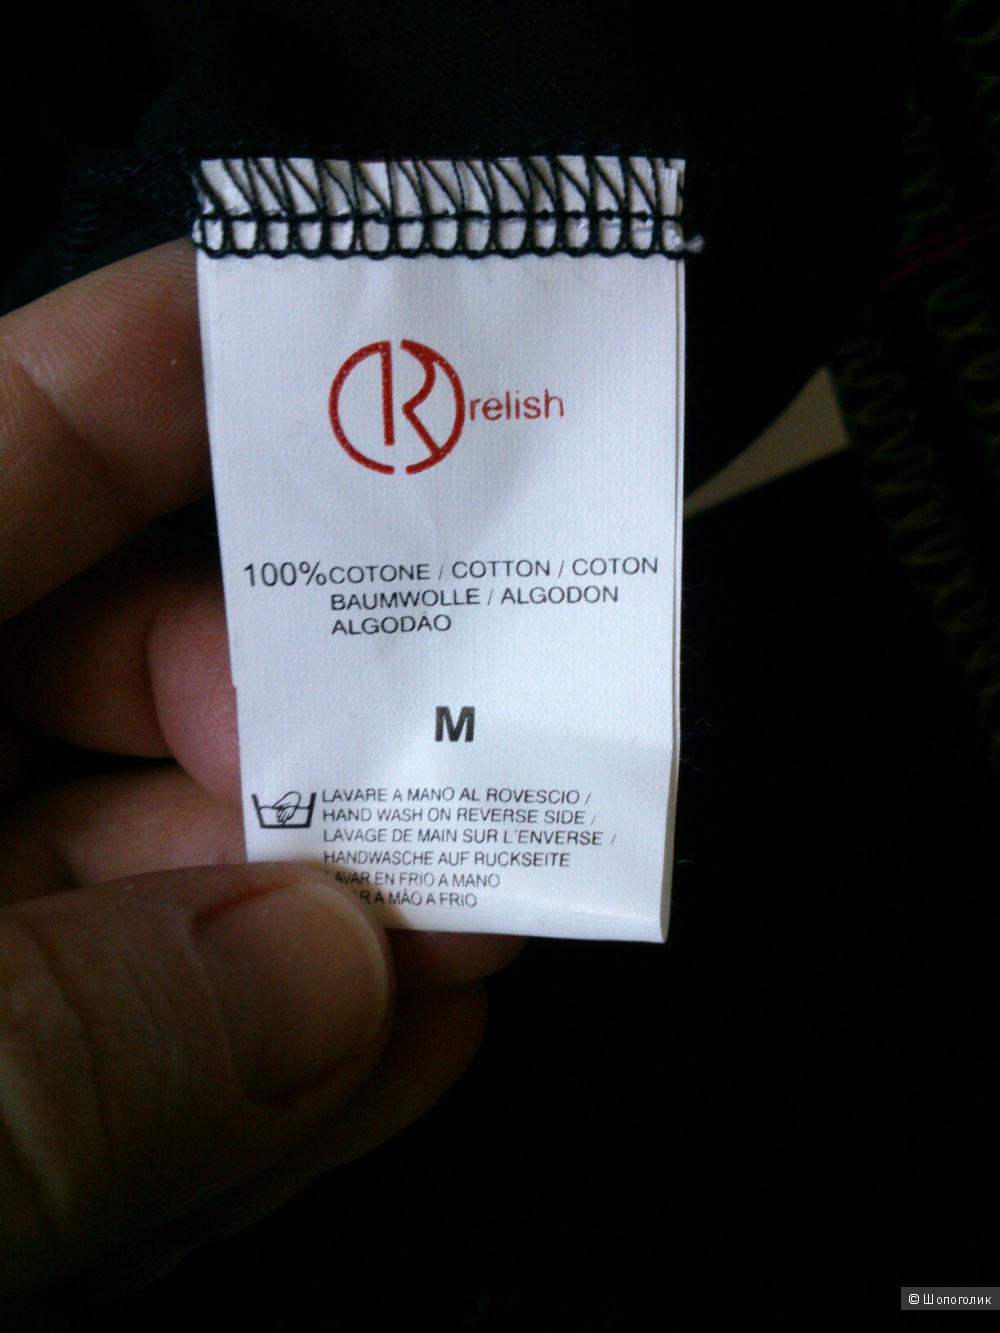 relish
100% COTONE / COTTON / COTON
BAUMWOLLE / ALGODON
ALGODÃO
M
LAVARE A MANO AL ROVESCIO /
HAND WASH ON REVERSE SIDE /
LAVAGE DE MAIN SUR L'ENVERSE /
HANDWASCHE AUF RUCKSEITE
LAVAR EN FRIO A MANO
A MÃO A FRIO
© Шопоголик